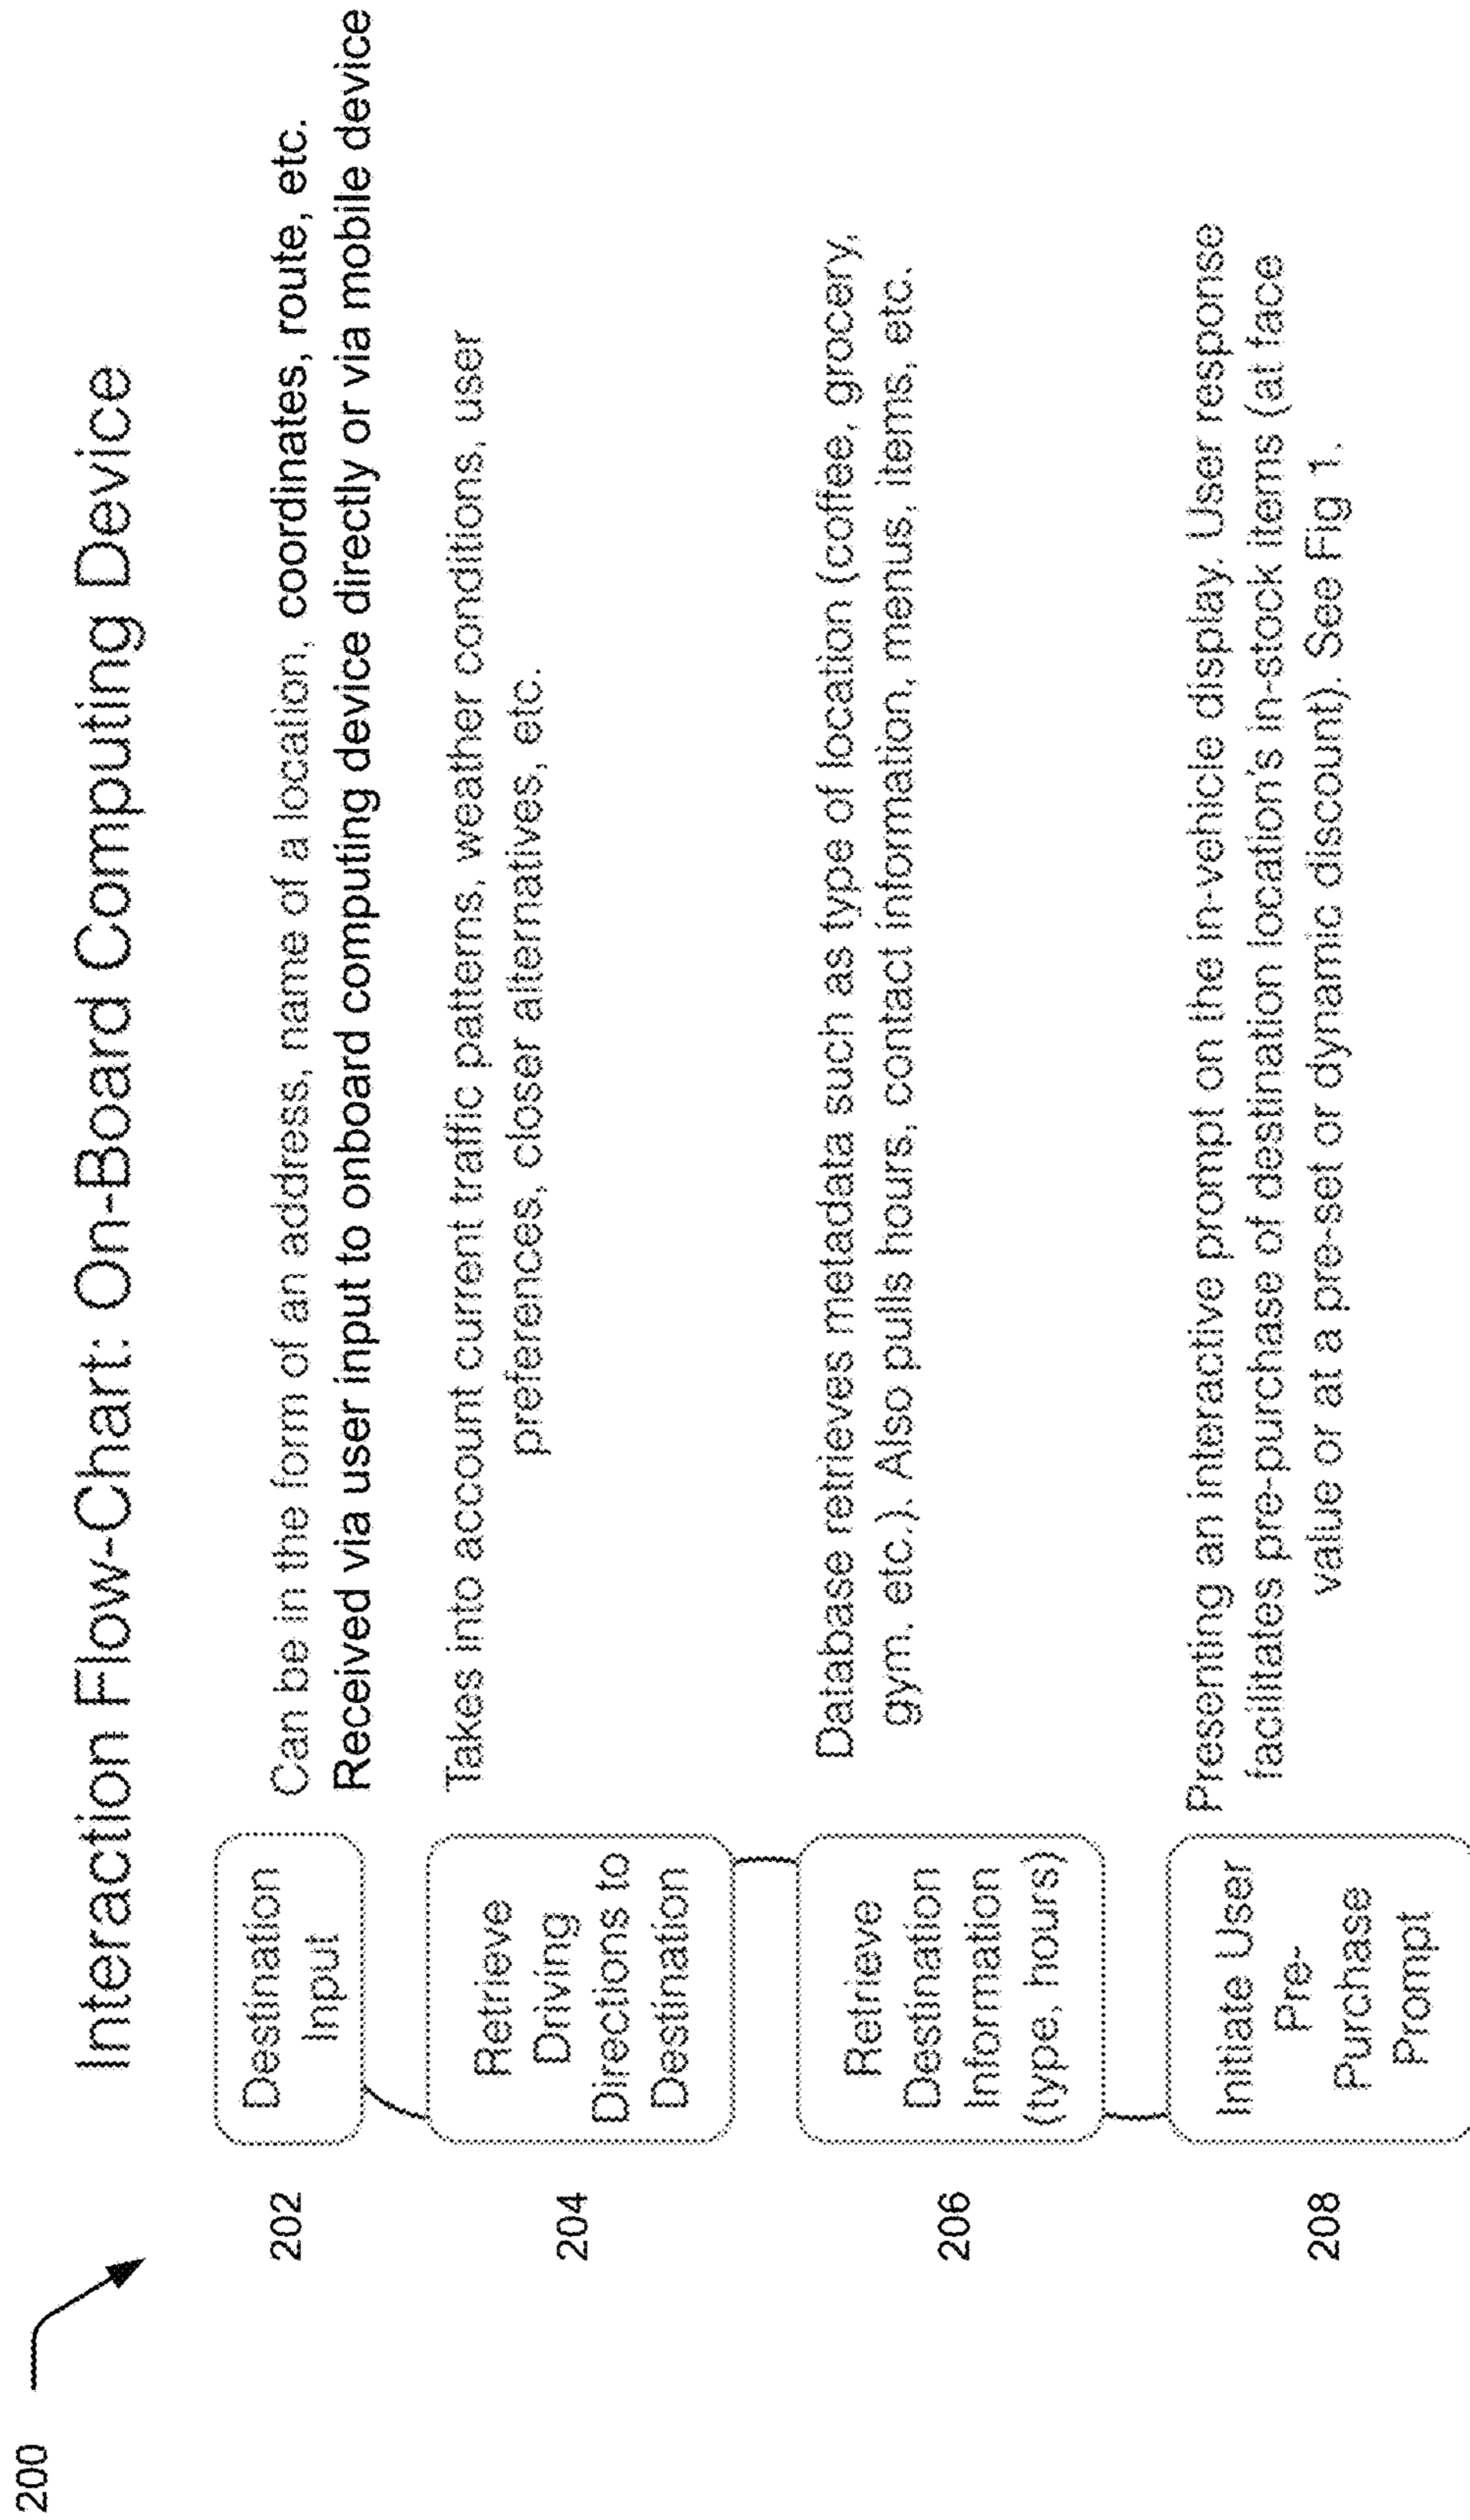 200
Interaction Flow-Chart: On-Board Computing Device
202
Destination
Input
Can be in the form of an address, name of a location, coordinates, route, etc.
Received via user input to onboard computing device directly or via mobile device
204
Retrieve
Driving
Directions to
Destination
Takes into account current traffic patterns, weather conditions, user
preferences, closer alternatives, etc.
206
Retrieve
Destination
Information
(type, hours)
Database retrieves metadata such as type of location (coffee, grocery,
gym, etc.). Also pulls hours, contact information, menus, items, etc.
208
Initiate User
Pre-
Purchase
Prompt
Presenting an interactive prompt on the in-vehicle display. User response
facilitates pre-purchase of destination location's in-stock items (at face
value or at a pre-set or dynamic discount). See Fig 1.